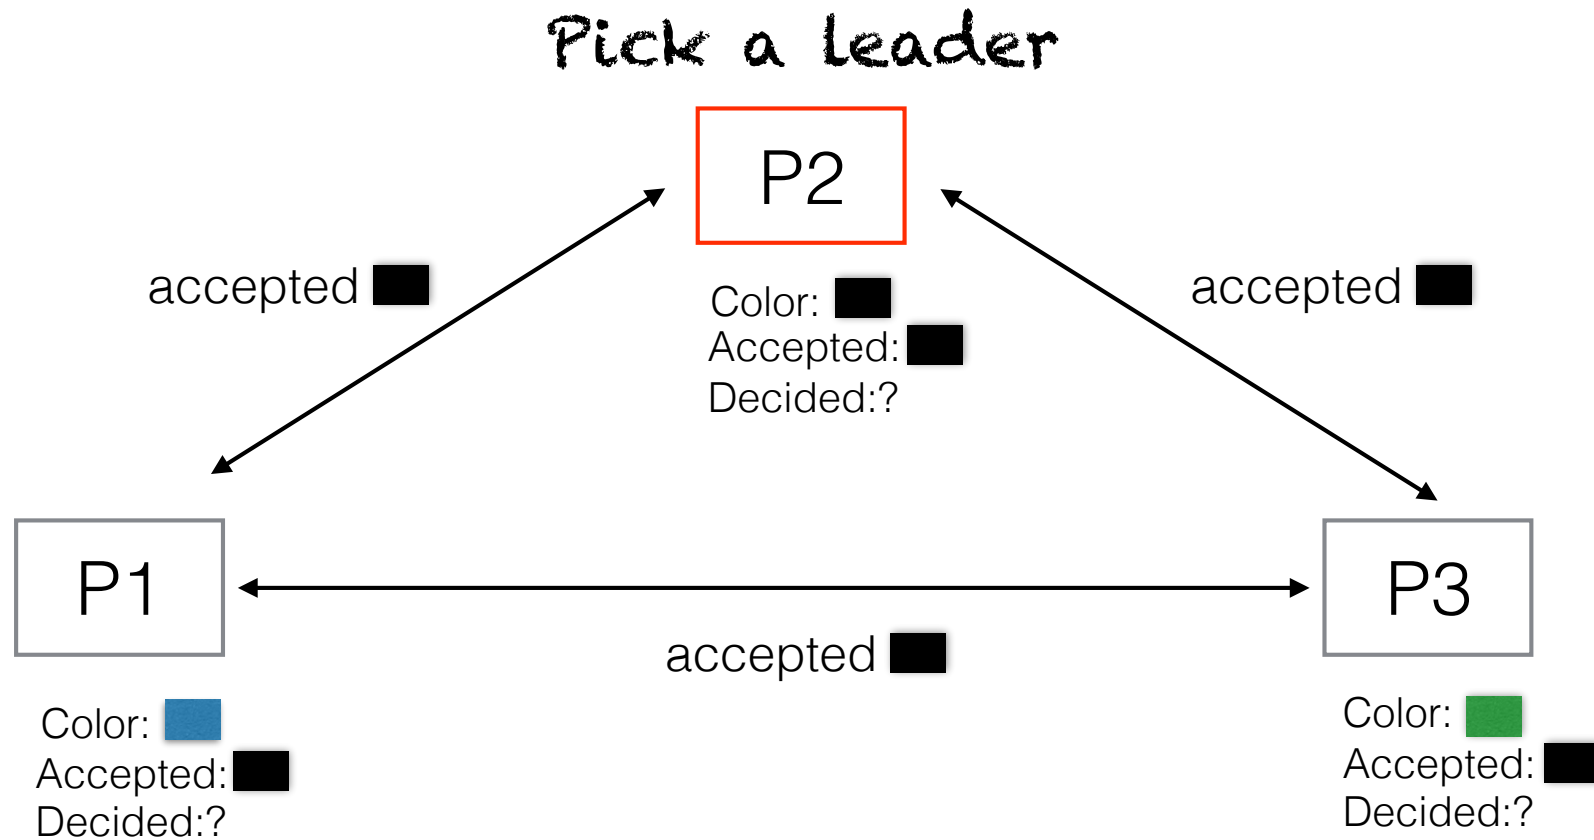 Pick a leader
P2
accepted
accepted
Color:
Accepted:
Decided:?
P1
P3
accepted
Color:
Accepted:
Decided:?
Color:
Accepted:
Decided:?